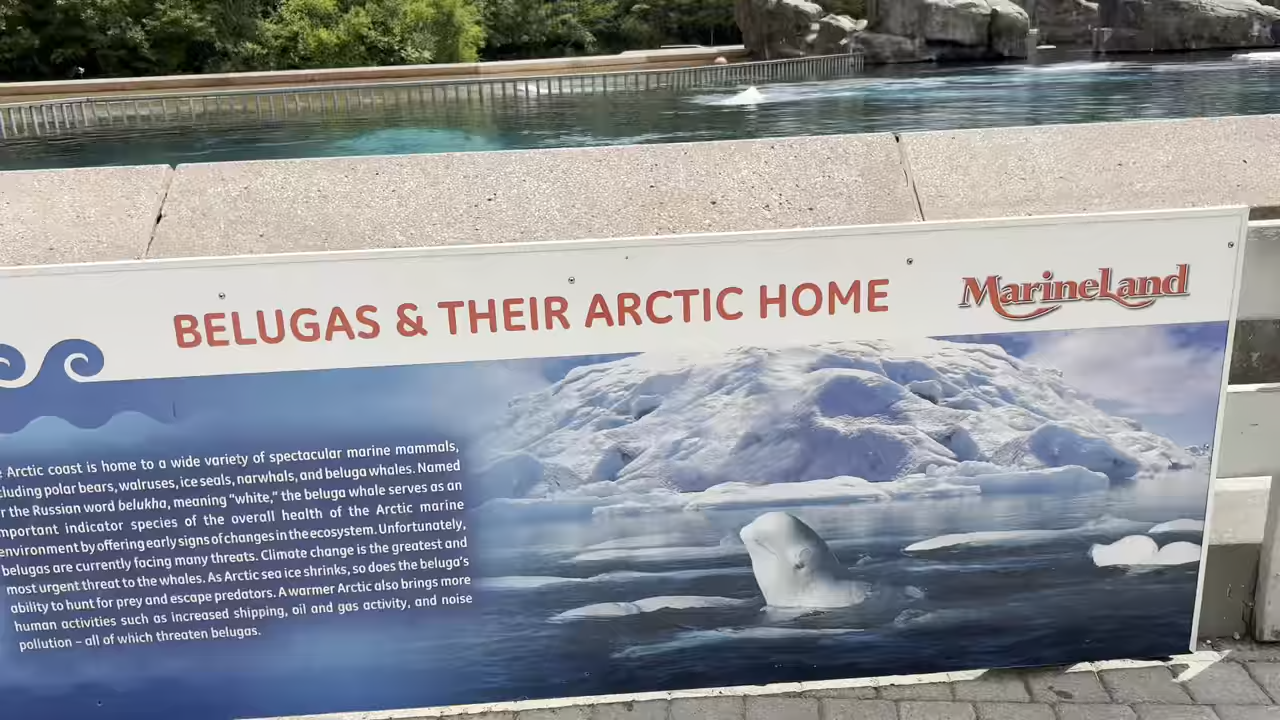 BELUGAS & THEIR ARCTIC HOME
MarineLand
Arctic coast is home to a wide variety of spectacular marine mammals,
polar bears, walruses, ice seals, narwhals, and beluga whales. Named
the Russian word belukha, meaning "white," the beluga whale serves as an
important indicator species of the overall health of the Arctic marine
environment by offering early signs of changes in the ecosystem. Unfortunately,
belugas are currently facing many threats. Climate change is the greatest and
most urgent threat to the whales. As Arctic sea ice shrinks, so does the beluga's
ability to hunt for prey and escape predators. A warmer Arctic also brings more
human activities such as increased shipping, oil and gas activity, and noise
pollution – all of which threaten belugas.